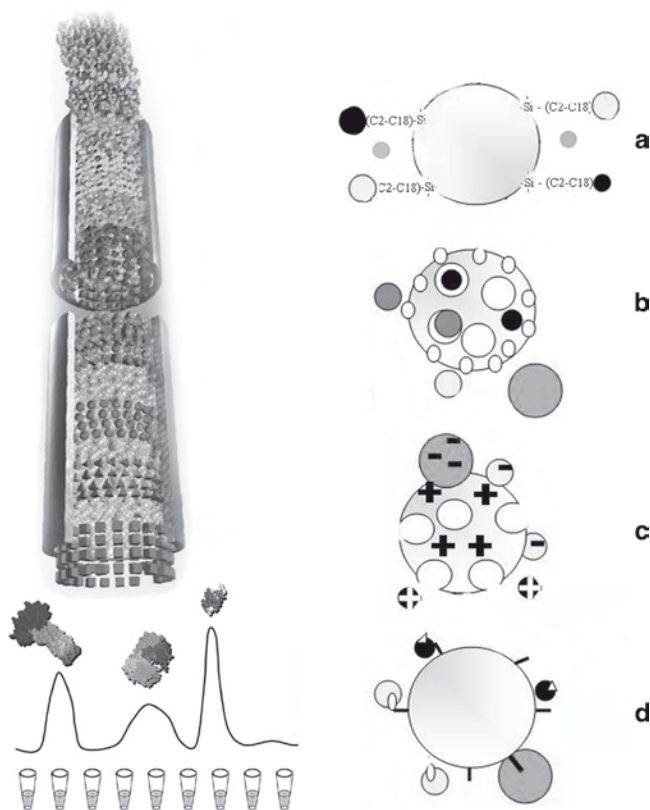 Si - (C2-C18)
(C2-C18)-Si
a
C2-C18)-Si
Si - (C2-C18)
b
c
d